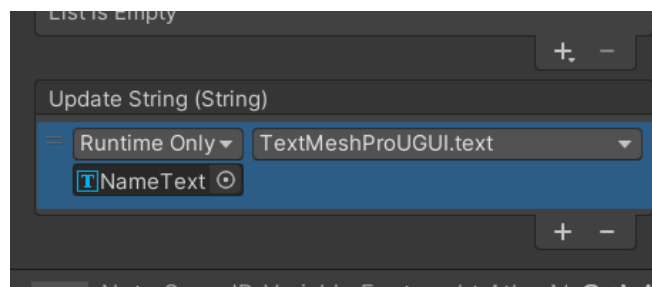 List is Empty
Update String (String)
Runtime Only TextMeshProUGUI.text
NameText